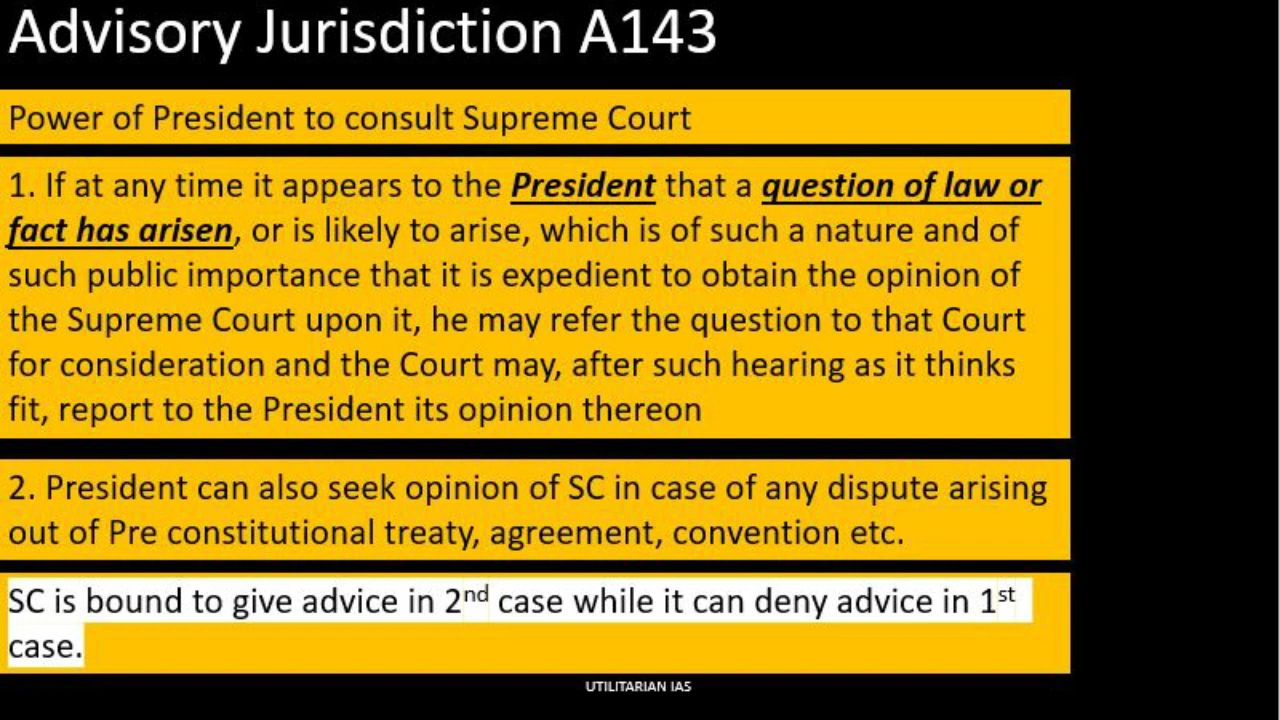 Advisory Jurisdiction A143
Power of President to consult Supreme Court
1. If at any time it appears to the President that a question of law or
fact has arisen, or is likely to arise, which is of such a nature and of
such public importance that it is expedient to obtain the opinion of
the Supreme Court upon it, he may refer the question to that Court
for consideration and the Court may, after such hearing as it thinks
fit, report to the President its opinion thereon
2. President can also seek opinion of SC in case of any dispute arising
out of Pre constitutional treaty, agreement, convention etc.
SC is bound to give advice in 2nd case while it can deny advice in 1st
case.
UTILITARIAN IAS